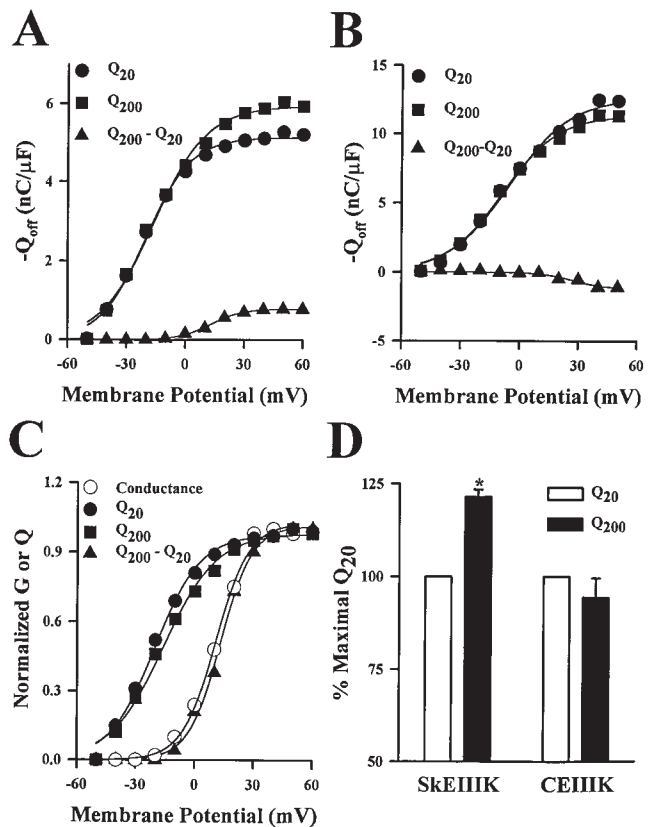 A
Q20
Q200
Q200 - Q20
6
4
2
0
-Qoff (nC/μF)
-60 -30 0 30 60
Membrane Potential (mV)
B
Q20
Q200
Q200-Q20
15
10
5
0
-5
-Qoff (nC/μF)
-60 -30 0 30 60
Membrane Potential (mV)
C
Conductance
Q20
Q200
Q200 - Q20
1.2
0.9
0.6
0.3
0.0
Normalized G or Q
-60 -30 0 30 60
Membrane Potential (mV)
D
Q20
Q200
*
125
100
75
50
% Maximal Q20
SkEIIIK CEIIIK